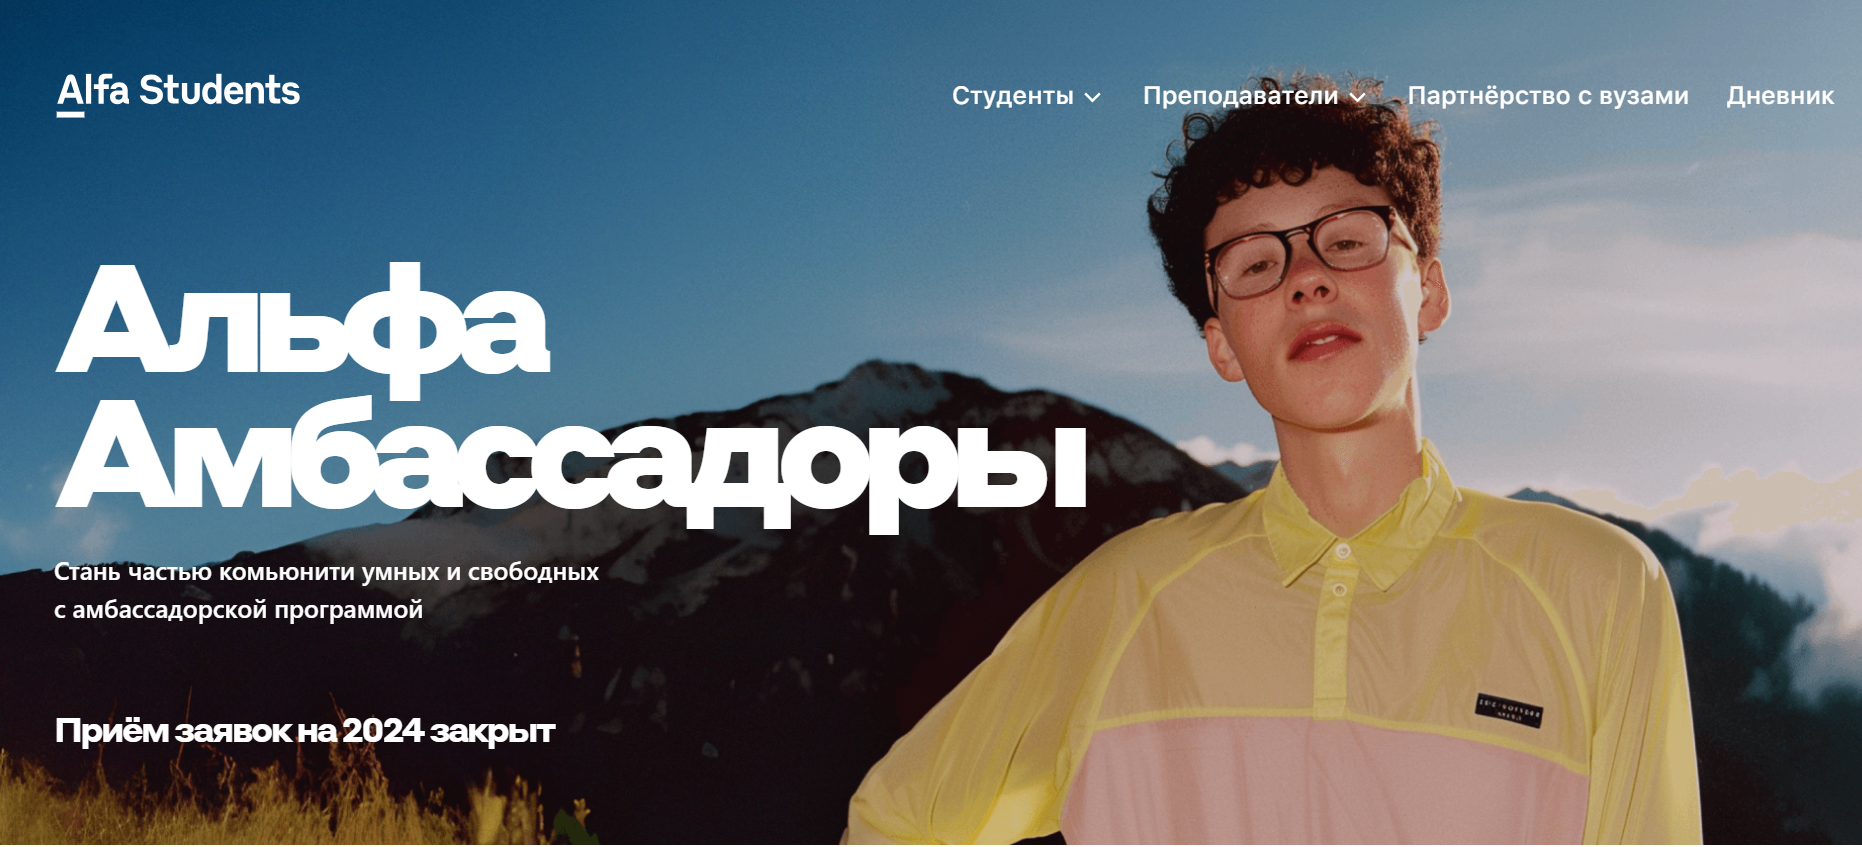 Alfa Students
Студенты
Преподаватели
Партнёрство с вузами
Дневник
Альфа
Амбассадоры
Стань частью комьюнити умных и свободных
с амбассадорской программой
Приём заявок на 2024 закрыт